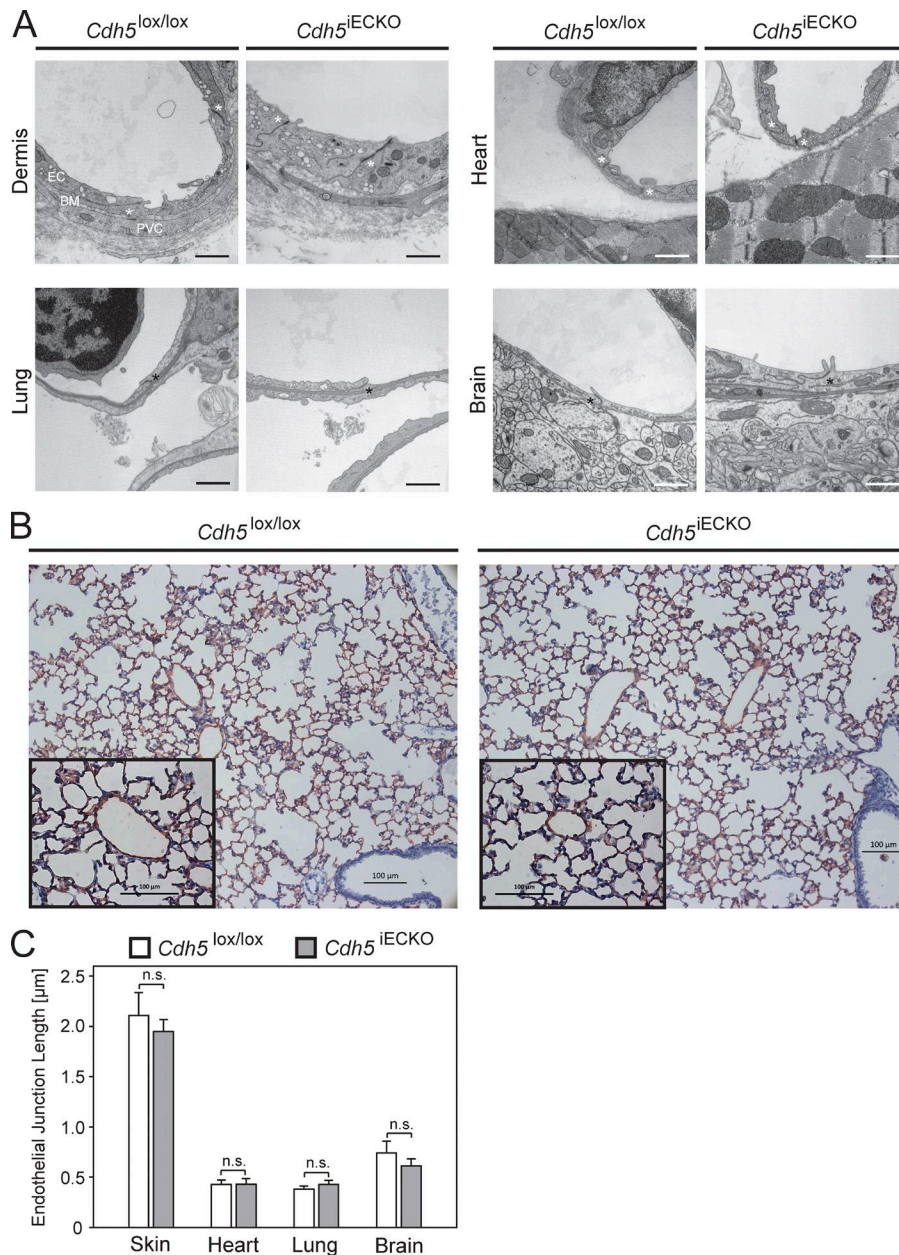 A
Cdh5lox/lox
Cdh5iECKO
Cdh5lox/lox
Cdh5iECKO
Dermis
*
EC
BM
*
PVC
*
*
Heart
*
*
*
*
Lung
*
*
Brain
*
*
B
Cdh5lox/lox
Cdh5iECKO
100 µm
100 µm
100 µm
100 µm
C
Cdh5lox/lox
Cdh5iECKO
Endothelial Junction Length [µm]
2.5
2.0
1.5
1.0
0.5
0
n.s.
n.s.
n.s.
n.s.
Skin Heart Lung Brain